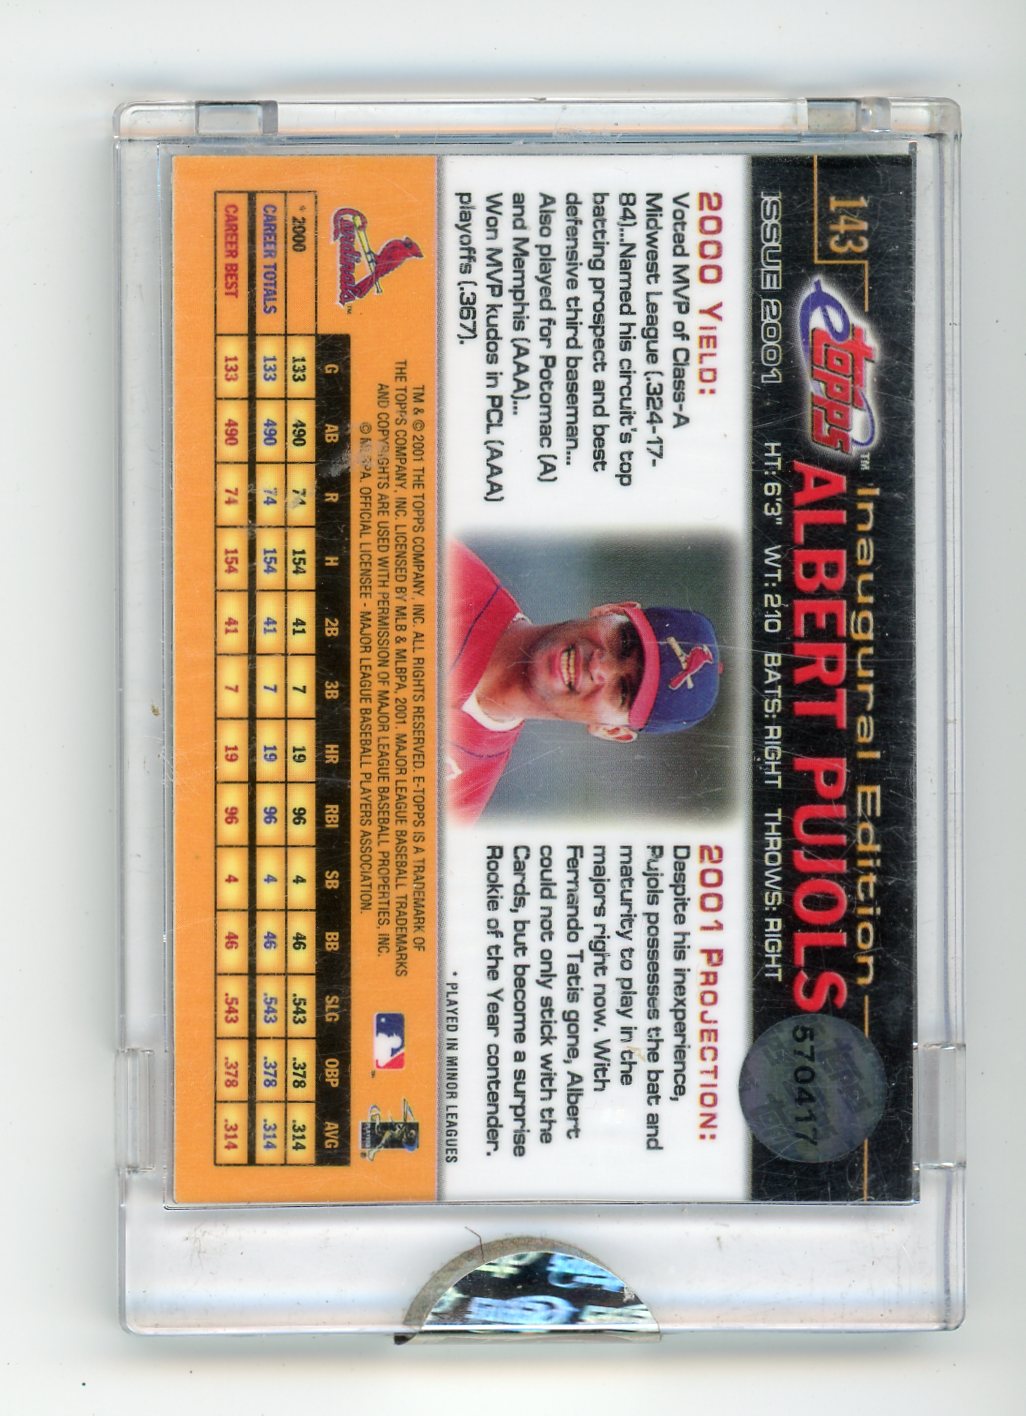 143
etopps™
Inaugural Edition
ALBERT PUJOLS
ISSUE 2001
HT: 6'3" WT: 210 BATS: RIGHT THROWS: RIGHT
570417
2000 YIELD:
Voted MVP of Class-A
Midwest League (.324-17-
84)...Named his circuit's top
batting prospect and best
defensive third baseman...
Also played for Potomac (A)
and Memphis (AAA)...
Won MVP kudos in PCL (AAA)
playoffs (.367).
2001 PROJECTION:
Despite his inexperience,
Pujols possesses the bat and
maturity to play in the
majors right now. With
Fernando Tatis gone, Albert
could not only stick with the
Cards, but become a surprise
Rookie of the Year contender.
* PLAYED IN MINOR LEAGUES
Cardinals™
TM & © 2001 THE TOPPS COMPANY, INC. ALL RIGHTS RESERVED. E-TOPPS IS A TRADEMARK OF
THE TOPPS COMPANY, INC. LICENSED BY MLB & MLBPA, 2001. MAJOR LEAGUE BASEBALL TRADEMARKS
AND COPYRIGHTS ARE USED WITH PERMISSION OF MAJOR LEAGUE BASEBALL PROPERTIES, INC.
© MLBPA. OFFICIAL LICENSEE - MAJOR LEAGUE BASEBALL PLAYERS ASSOCIATION.
G AB R H 2B 3B HR RBI SB BB SLG OBP AVG
* 2000 133 490 74 154 41 7 19 96 4 46 .543 .378 .314
CAREER TOTALS 133 490 74 154 41 7 19 96 4 46 .543 .378 .314
CAREER BEST 133 490 74 154 41 7 19 96 4 46 .543 .378 .314